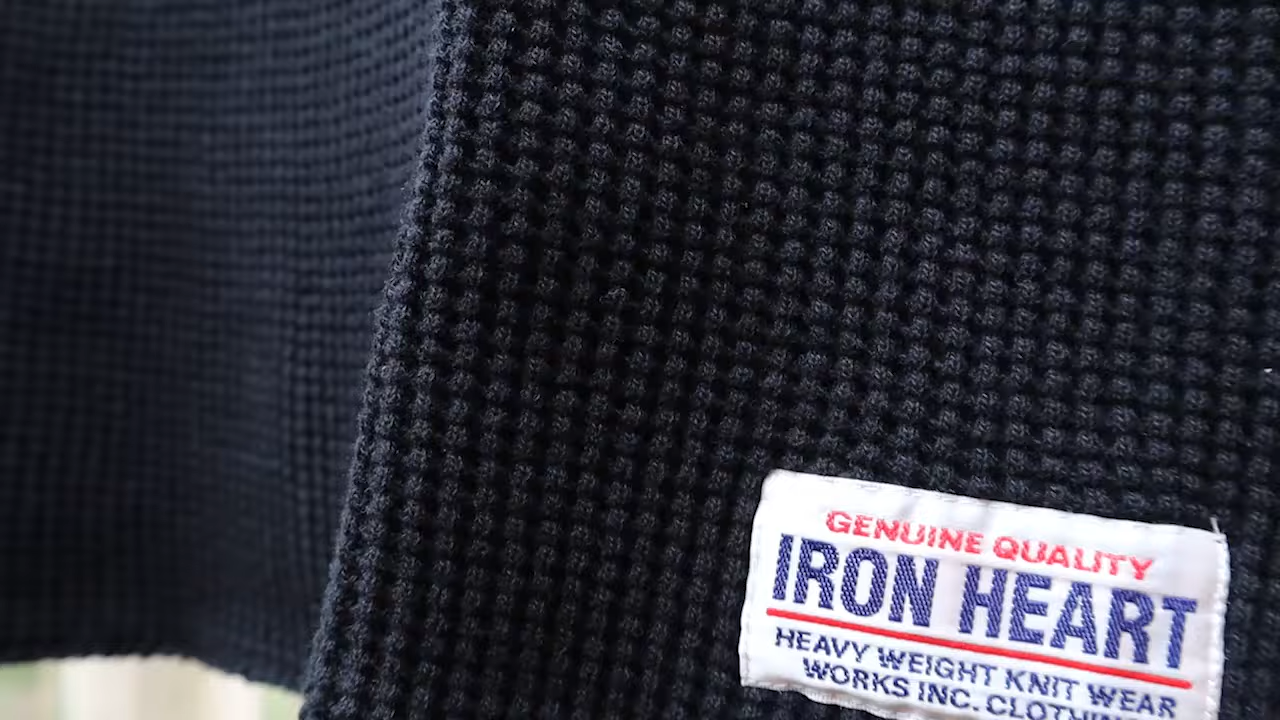 GENUINE QUALITY
IRON HEART
HEAVY WEIGHT KNIT WEAR
WORKS INC.